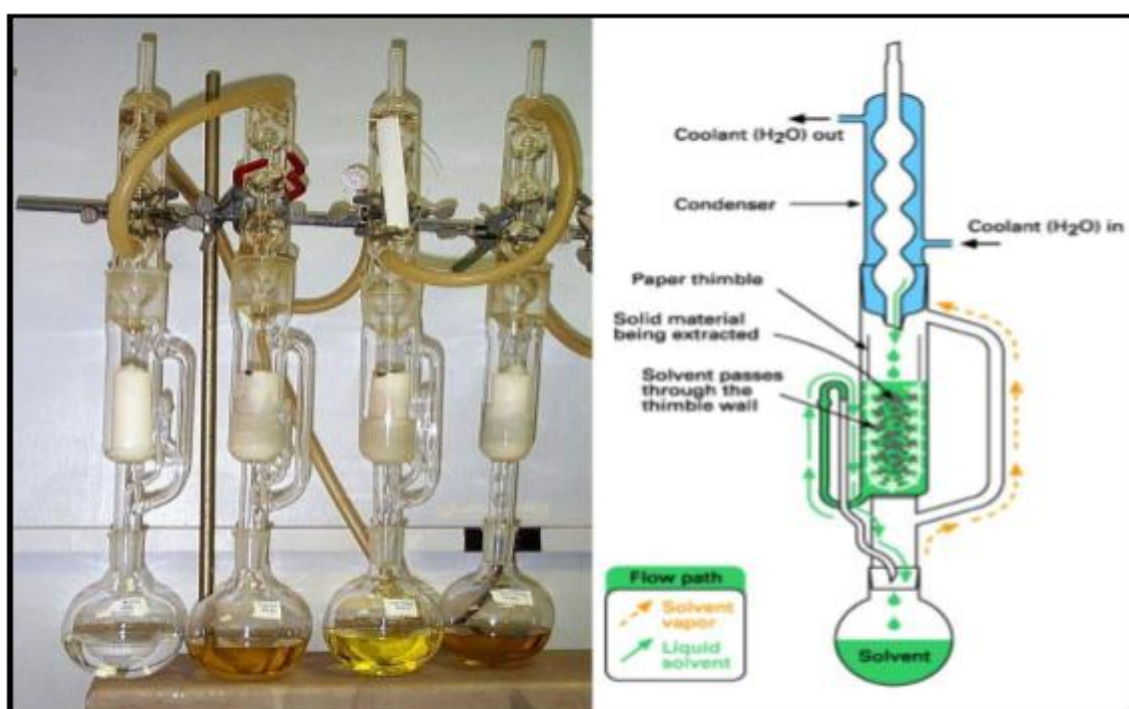 Coolant (H2O) out
Condenser
Coolant (H2O) in
Paper thimble
Solid material
being extracted
Solvent passes
through the
thimble wall
Flow path
Solvent
vapor
Liquid
solvent
Solvent